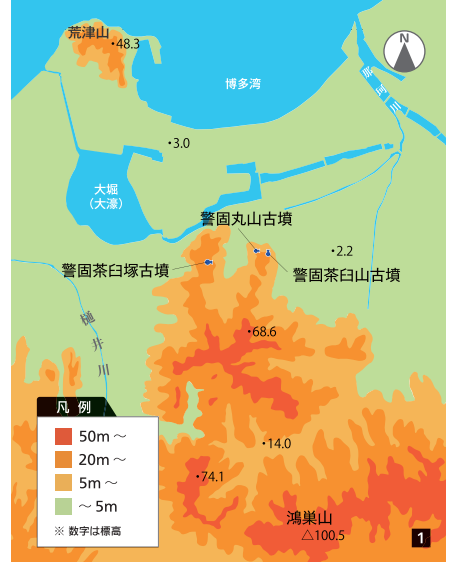 荒津山
・48.3
N
博多湾
那珂川
・3.0
大堀
（大濠）
警固丸山古墳
・2.2
警固茶臼塚古墳
警固茶臼山古墳
樋井川
・68.6
凡 例
50m ～
20m ～
5m ～
～ 5m
※ 数字は標高
・14.0
・74.1
鴻巣山
△100.5
1